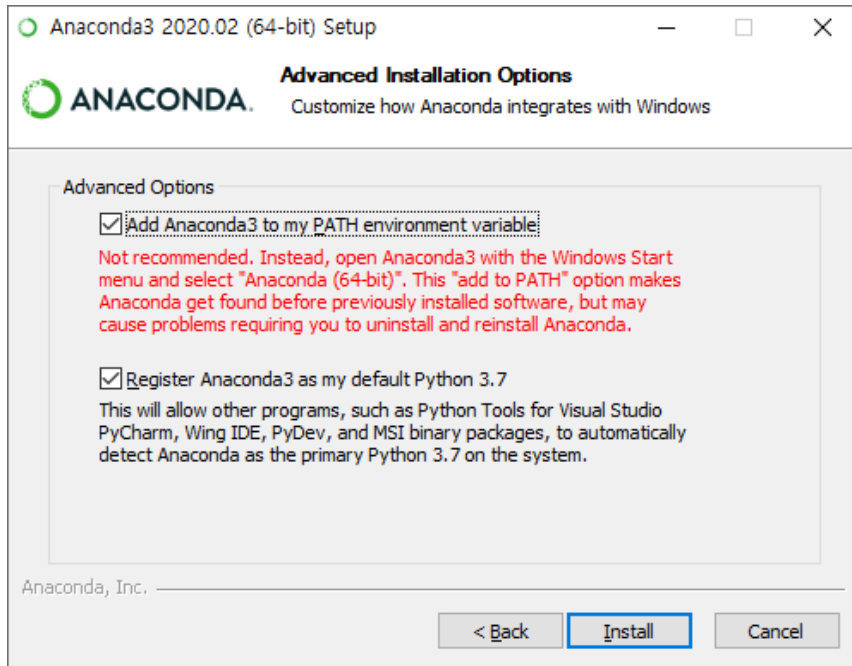 Anaconda3 2020.02 (64-bit) Setup
Advanced Installation Options
ANACONDA.
Customize how Anaconda integrates with Windows
Advanced Options
Add Anaconda3 to my PATH environment variable
Not recommended. Instead, open Anaconda3 with the Windows Start
menu and select "Anaconda (64-bit)". This "add to PATH" option makes
Anaconda get found before previously installed software, but may
cause problems requiring you to uninstall and reinstall Anaconda.
Register Anaconda3 as my default Python 3.7
This will allow other programs, such as Python Tools for Visual Studio
PyCharm, Wing IDE, PyDev, and MSI binary packages, to automatically
detect Anaconda as the primary Python 3.7 on the system.
Anaconda, Inc.
< Back
Install
Cancel